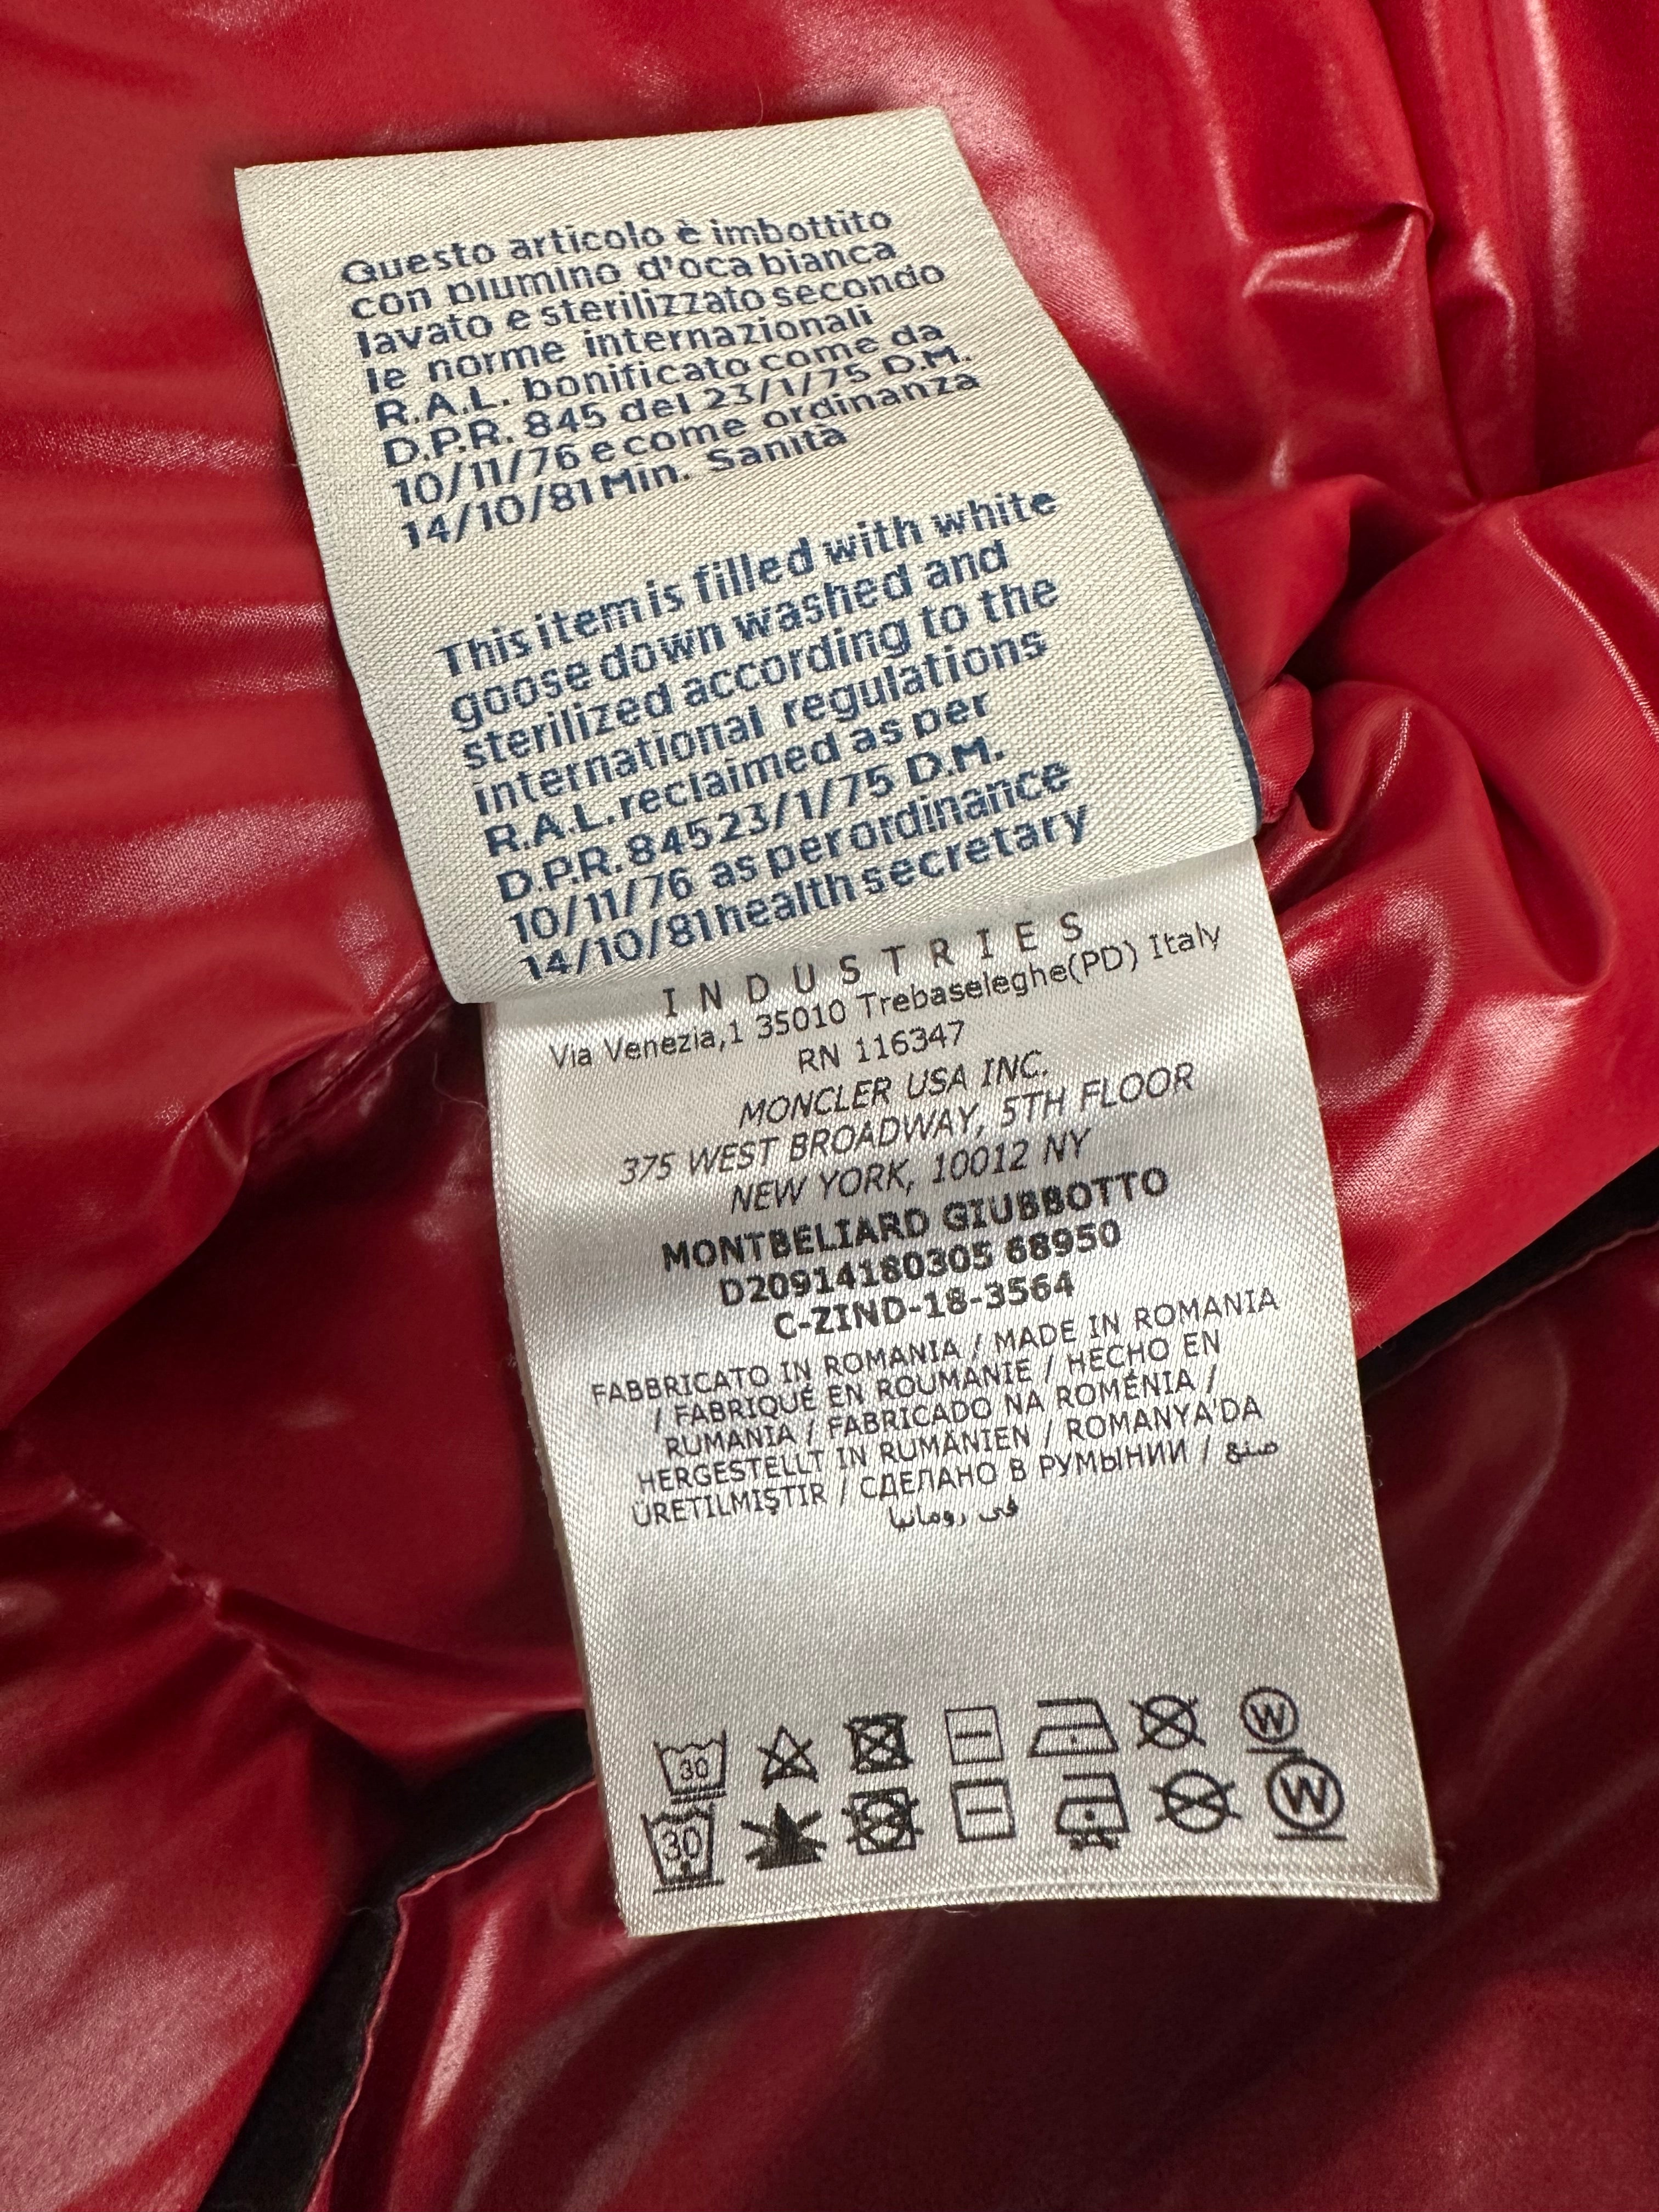 Questo articolo è imbottito
con piumino d'oca bianca
lavato e sterilizzato secondo
le norme internazionali
R.A.L. bonificato come da
D.P.R. 845 del 23/1/75 D.M.
10/11/76 e come ordinanza
14/10/81 Min. Sanità
This item is filled with white
goose down washed and
sterilized according to the
international regulations
R.A.L. reclaimed as per
D.P.R. 845 23/1/75 D.M.
10/11/76 as per ordinance
14/10/81 health secretary
INDUSTRIES
Via Venezia,1 35010 Trebaseleghe(PD) Italy
RN 116347
MONCLER USA INC.
375 WEST BROADWAY, 5TH FLOOR
NEW YORK, 10012 NY
MONTBELIARD GIUBBOTTO
D20914180305 68950
C-ZIND-18-3564
FABBRICATO IN ROMANIA / MADE IN ROMANIA
/ FABRIQUÉ EN ROUMANIE / HECHO EN
RUMANIA / FABRICADO NA ROMÉNIA /
HERGESTELLT IN RUMÄNIEN / ROMANYA'DA
ÜRETILMIŞTIR / СДЕЛАНО В РУМЫНИИ / صنع
في رومانيا
30 W
30 W